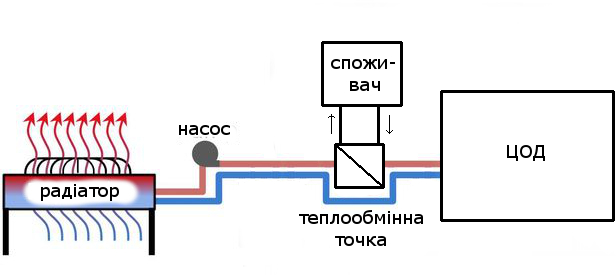 спожи-
вач
насос
ЦОД
радіатор
теплообмінна
точка